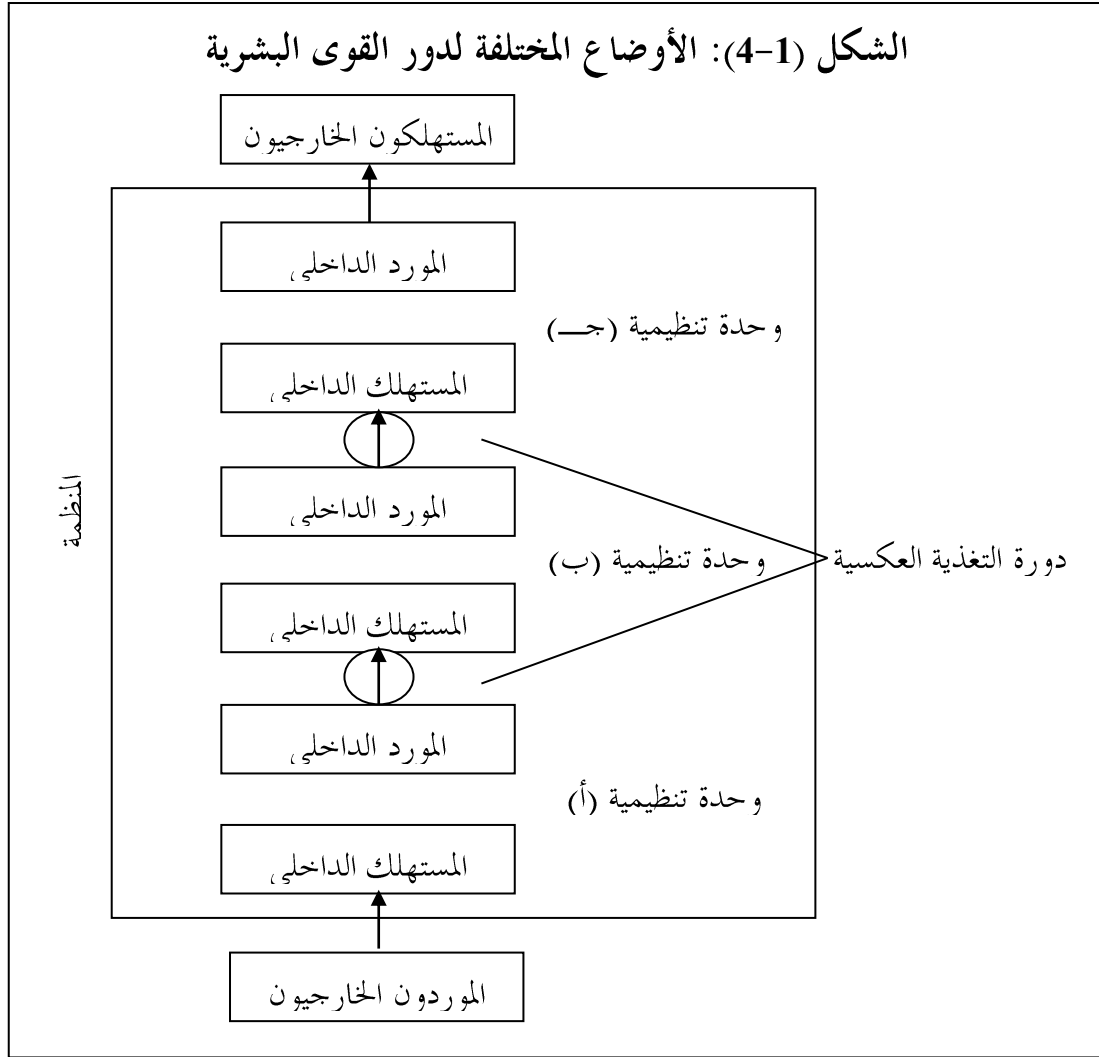 الشكل (1-4): الأوضاع المختلفة لدور القوى البشرية
المستهلكون الخارجيون
المورد الداخلي
وحدة تنظيمية (جـ)
المستهلك الداخلي
المورد الداخلي
المنظمة
وحدة تنظيمية (ب)
دورة التغذية العكسية
المستهلك الداخلي
المورد الداخلي
وحدة تنظيمية (أ)
المستهلك الداخلي
الموردون الخارجيون